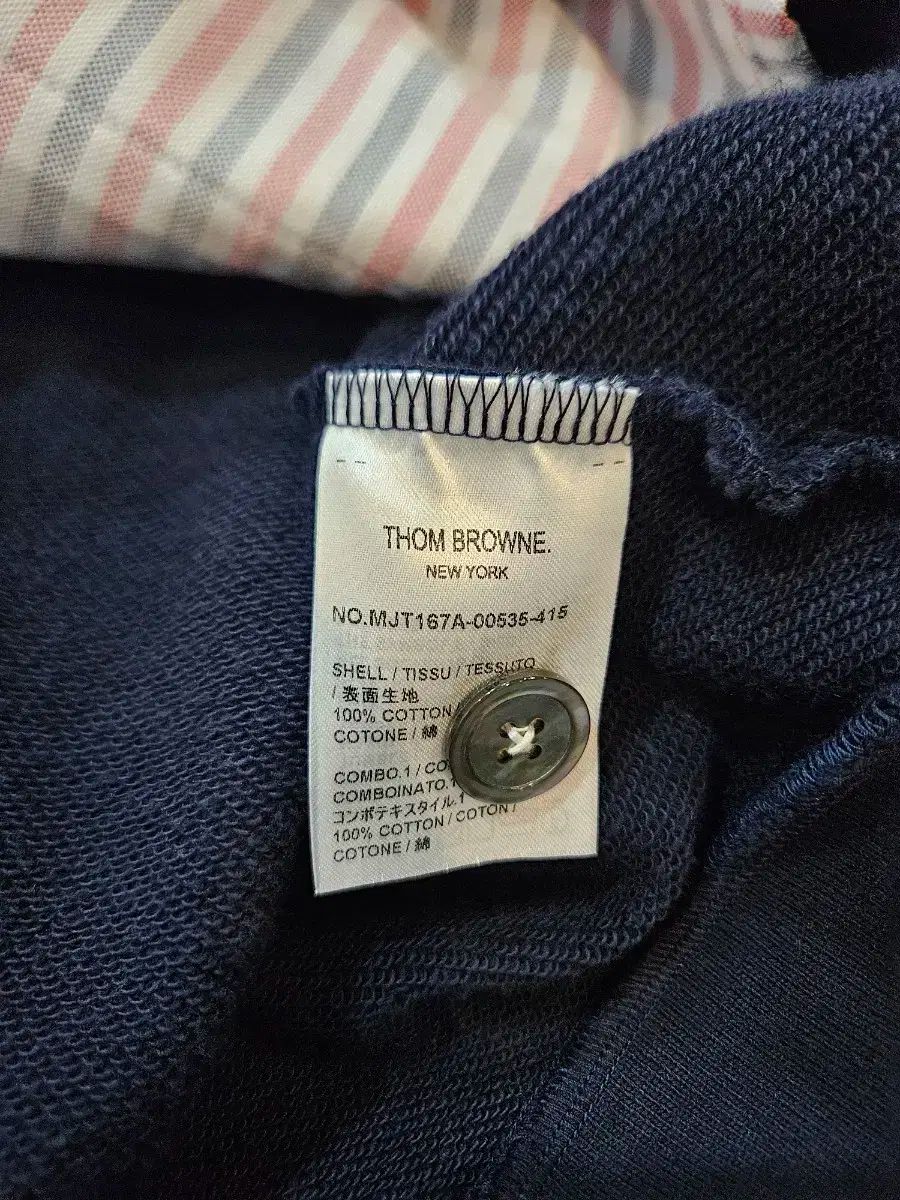 THOM BROWNE.
NEW YORK
NO.MJT167A-00535-415
SHELL / TISSU / TESSUTO
/ 表面生地
100% COTTON
COTONE / 綿
COMBO.1 /
COMBOINATO.1
コンボテキスタイル.1
100% COTTON / COTON /
COTONE / 綿